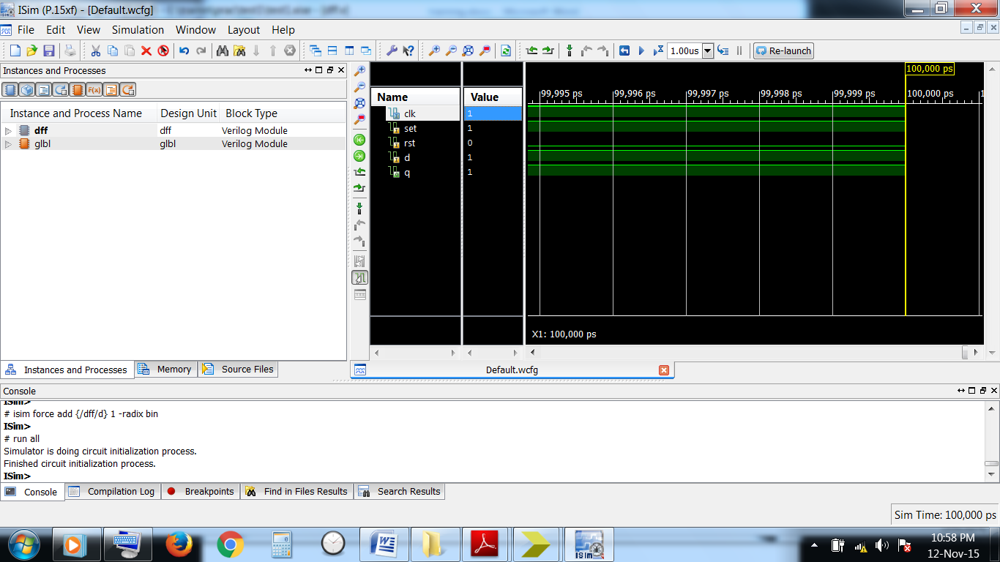 ISim (P.15xf) - [Default.wcfg]
File Edit View Simulation Window Layout Help
1.00us Re-launch
Instances and Processes
Instance and Process Name Design Unit Block Type
dff dff Verilog Module
glbl glbl Verilog Module
Instances and Processes Memory Source Files
Name Value
clk 1
set 1
rst 0
d 1
q 1
100,000 ps
99,995 ps 99,996 ps 99,997 ps 99,998 ps 99,999 ps 100,000 ps 1
X1: 100,000 ps
Default.wcfg
Console
ISim>
# isim force add {/dff/d} 1 -radix bin
ISim>
# run all
Simulator is doing circuit initialization process.
Finished circuit initialization process.
ISim>
Console Compilation Log Breakpoints Find in Files Results Search Results
Sim Time: 100,000 ps
10:58 PM
12-Nov-15